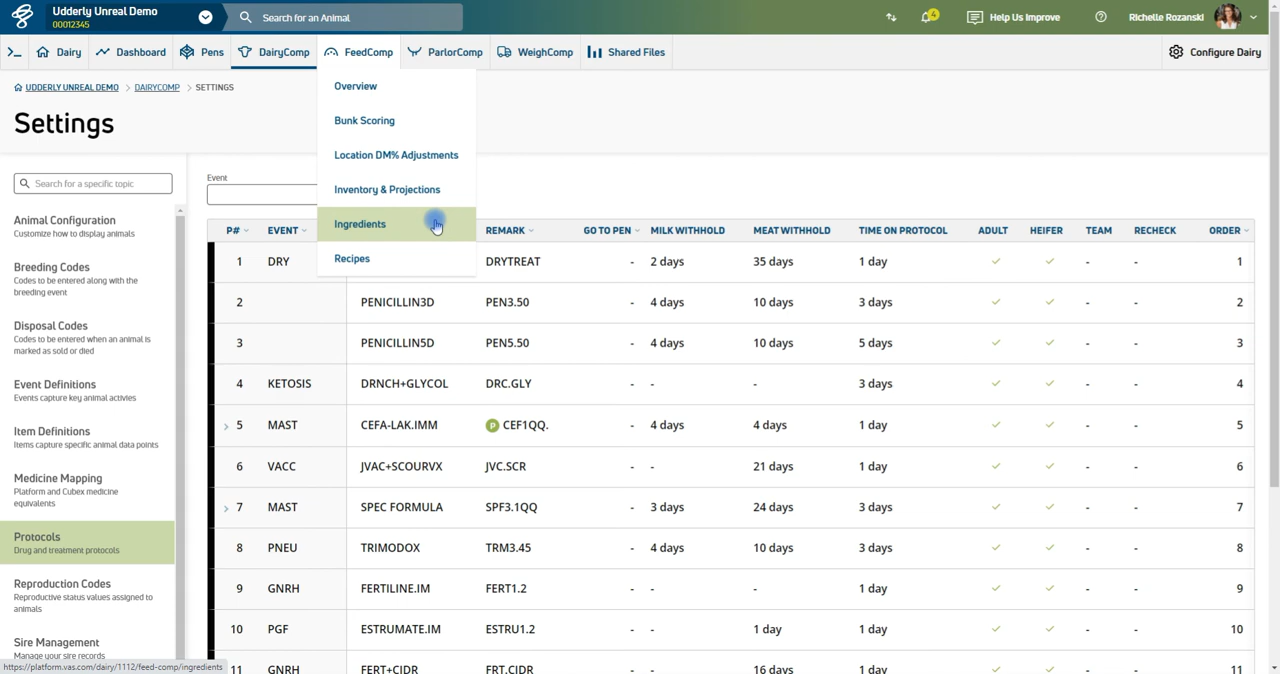 Udderly Unreal Demo
00012345
Search for an Animal
4
Help Us Improve
Richelle Rozanski
Dairy
Dashboard
Pens
DairyComp
FeedComp
ParlorComp
WeighComp
Shared Files
Configure Dairy
UDDERLY UNREAL DEMO > DAIRYCOMP > SETTINGS
Settings
Overview
Bunk Scoring
Location DM% Adjustments
Inventory & Projections
Ingredients
Recipes
Search for a specific topic
Animal Configuration
Customize how to display animals
Breeding Codes
Codes to be entered along with the
breeding event
Disposal Codes
Codes to be entered when an animal is
marked as sold or died
Event Definitions
Events capture key animal activies
Item Definitions
Items capture specific animal data points
Medicine Mapping
Platform and Cubex medicine
equivalents
Protocols
Drug and treatment protocols
Reproduction Codes
Reproductive status values assigned to
animals
Sire Management
Manage your sire records
https://platform.vas.com/dairy/1112/feed-comp/ingredients
Event
P# EVENT REMARK GO TO PEN MILK WITHHOLD MEAT WITHHOLD TIME ON PROTOCOL ADULT HEIFER TEAM RECHECK ORDER
1 DRY DRYTREAT - 2 days 35 days 1 day - - 1
2 PENICILLIN3D PEN3.50 - 4 days 10 days 3 days - - 2
3 PENICILLIN5D PEN5.50 - 4 days 10 days 5 days - - 3
4 KETOSIS DRNCH+GLYCOL DRC.GLY - - - 3 days - - 4
5 MAST CEFA-LAK.IMM P CEF1QQ. - 4 days 4 days 1 day - - 5
6 VACC JVAC+SCOURVX JVC.SCR - - 21 days 1 day - - 6
7 MAST SPEC FORMULA SPF3.1QQ - 3 days 24 days 3 days - - 7
8 PNEU TRIMODOX TRM3.45 - 4 days 10 days 3 days - - 8
9 GNRH FERTILINE.IM FERT1.2 - - - 1 day - - 9
10 PGF ESTRUMATE.IM ESTRU1.2 - - 1 day 1 day - - 10
11 GNRH FERT+CIDR FRT.CIDR - - 16 days 1 day - - 11